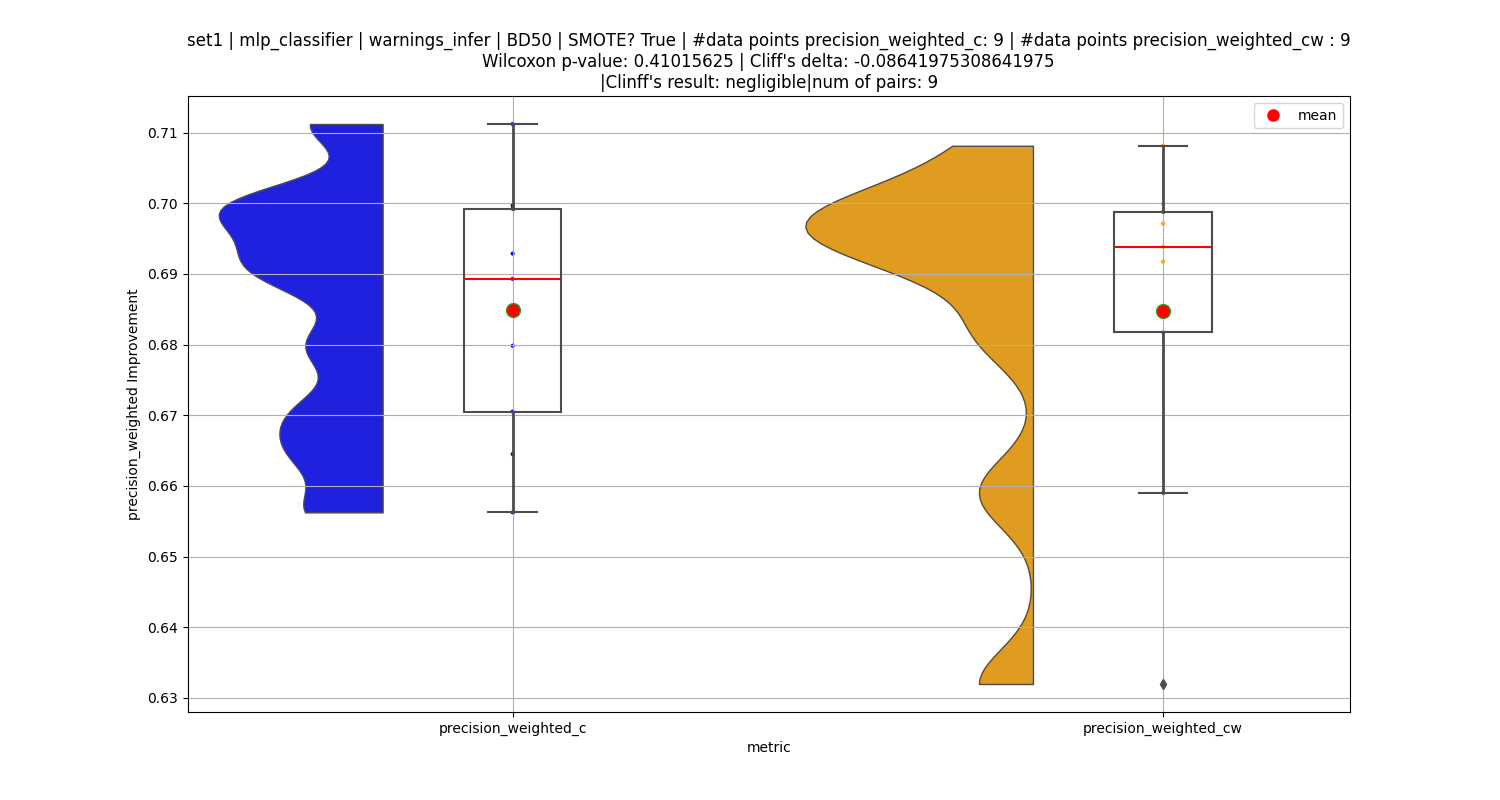 set1 | mlp_classifier | warnings_infer | BD50 | SMOTE? True | #data points precision_weighted_c: 9 | #data points precision_weighted_cw : 9
Wilcoxon p-value: 0.41015625 | Cliff's delta: -0.08641975308641975
|Clinff's result: negligible|num of pairs: 9
mean
0.71
0.70
0.69
0.68
0.67
0.66
0.65
0.64
0.63
precision_weighted Improvement
precision_weighted_c
precision_weighted_cw
metric